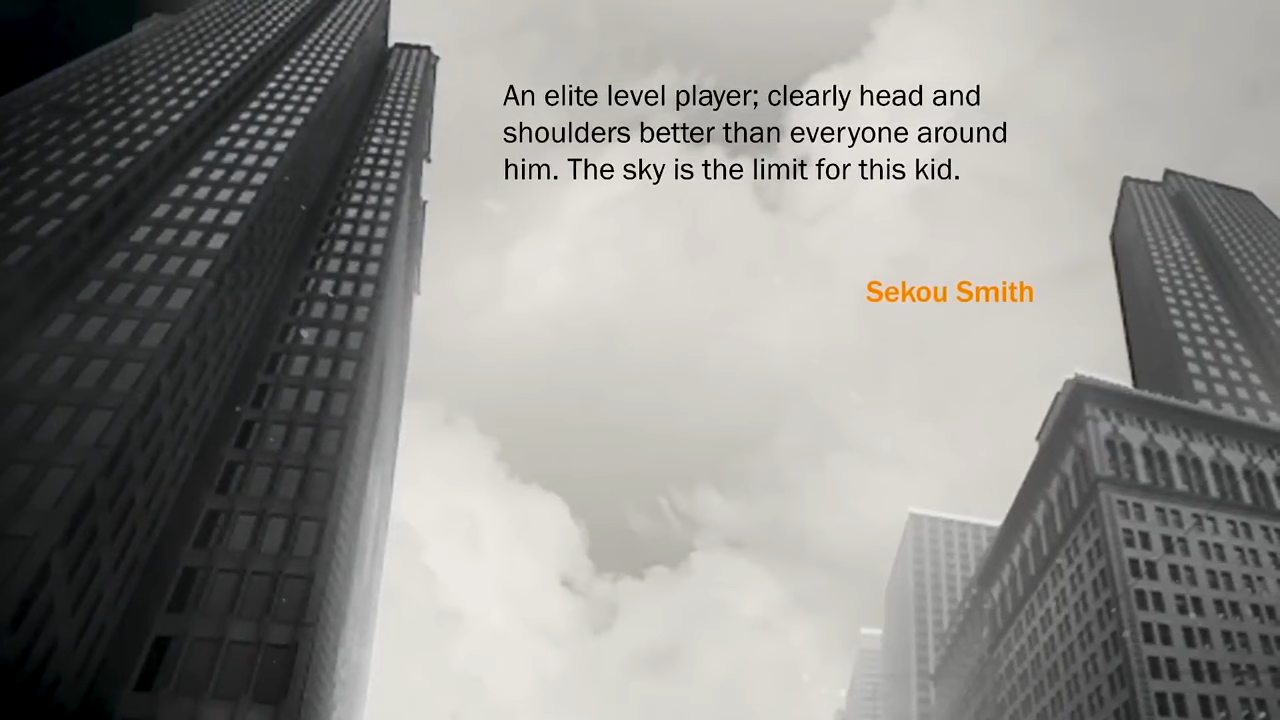 An elite level player; clearly head and
shoulders better than everyone around
him. The sky is the limit for this kid.
Sekou Smith